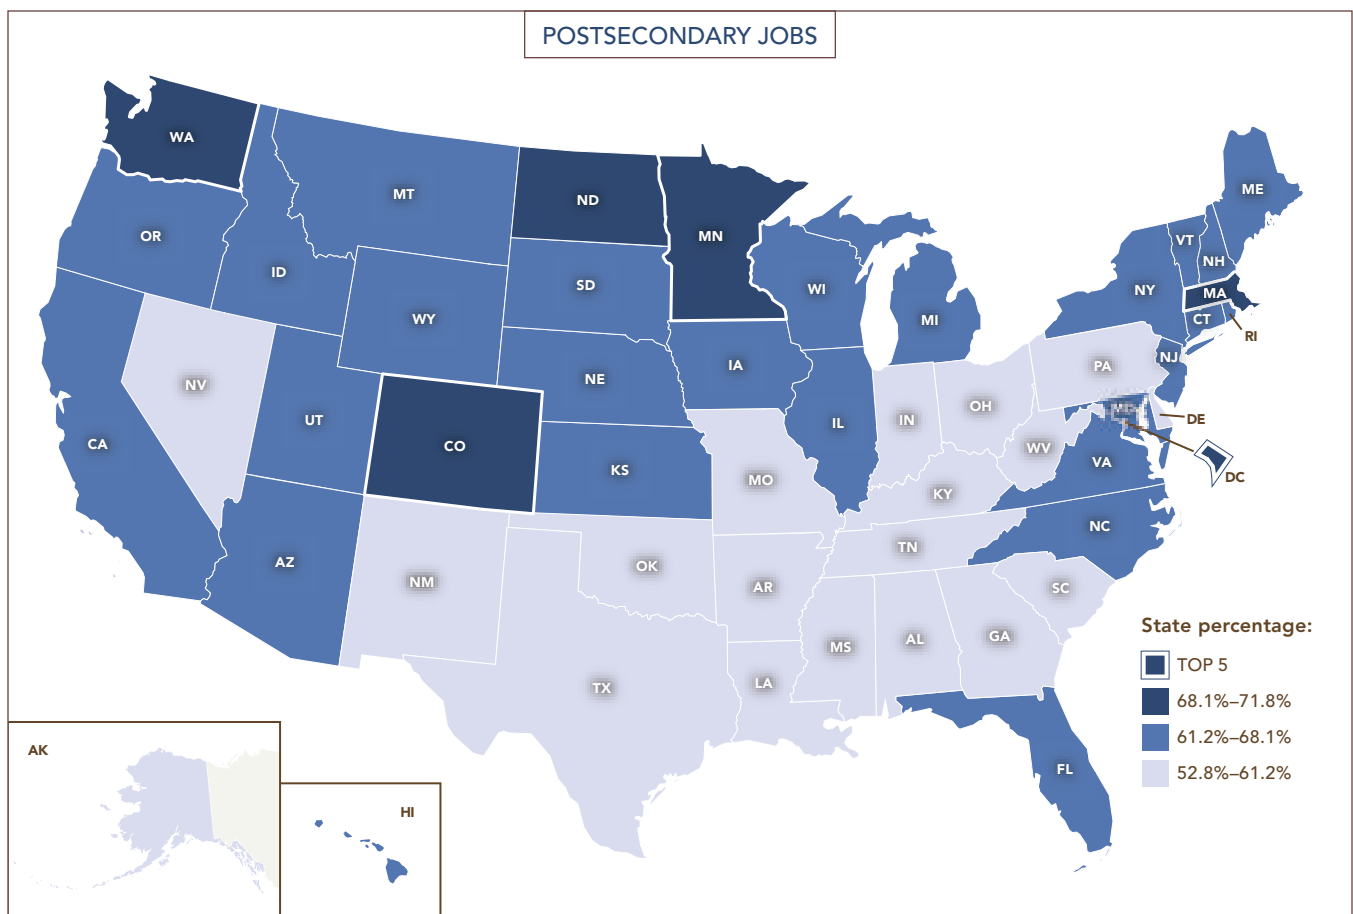 POSTSECONDARY JOBS
WA
MT
ND
MN
ME
OR
ID
SD
WI
VT
NH
WY
MI
NY
MA
CT
RI
NV
UT
NE
IA
PA
NJ
CA
CO
KS
IL
IN
OH
DE
MO
WV
VA
DC
KY
AZ
NM
OK
AR
TN
NC
SC
TX
LA
MS
AL
GA
FL
AK
HI
State percentage:
TOP 5
68.1%–71.8%
61.2%–68.1%
52.8%–61.2%